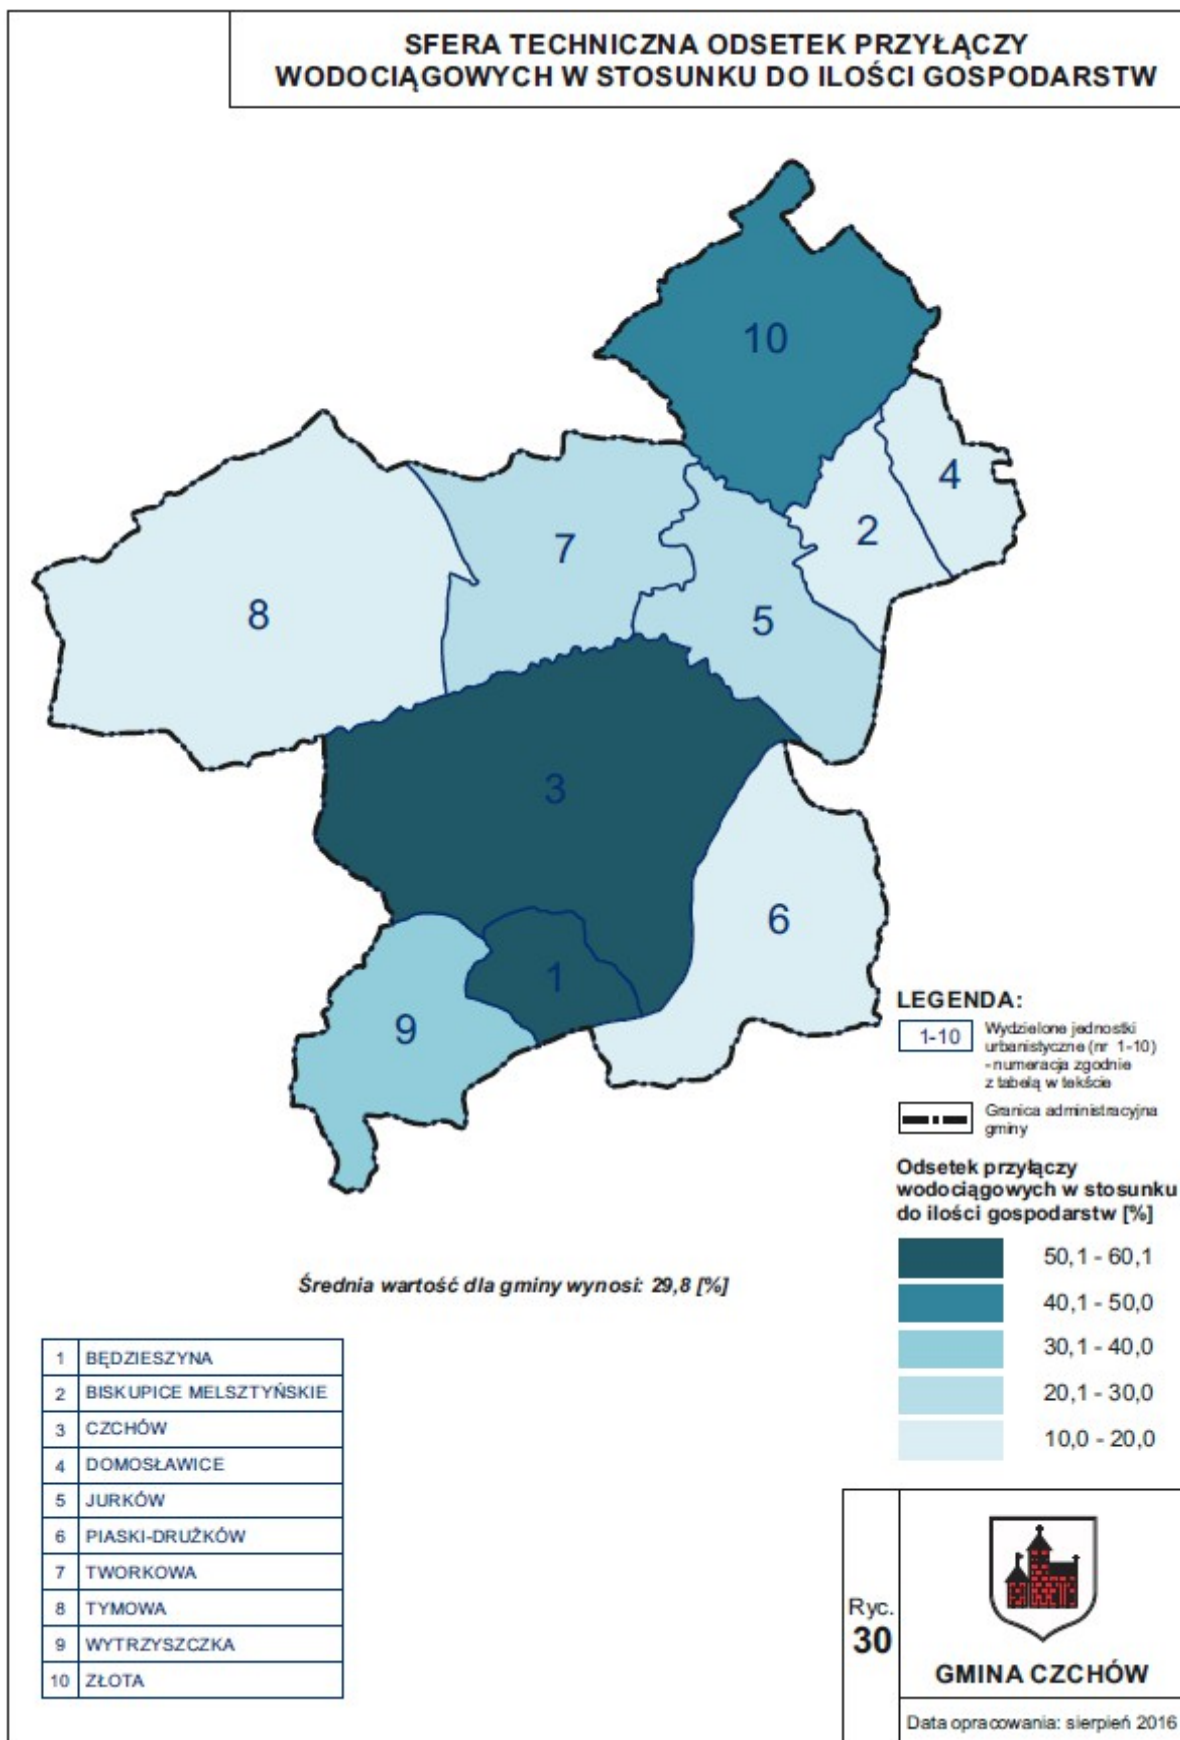 SFERA TECHNICZNA ODSETEK PRZYŁĄCZY
WODOCIĄGOWYCH W STOSUNKU DO ILOŚCI GOSPODARSTW
10
4
2
7
5
8
3
6
1
9
LEGENDA:
1-10
Wydzielone jednostki
urbanistyczne (nr 1-10)
- numeracja zgodnie
z tabelą w tekście
Granica administracyjna
gminy
Odsetek przyłączy
wodociągowych w stosunku
do ilości gospodarstw [%]
50,1 - 60,1
40,1 - 50,0
30,1 - 40,0
20,1 - 30,0
10,0 - 20,0
Średnia wartość dla gminy wynosi: 29,8 [%]
1 BĘDZIESZYNA
2 BISKUPICE MELSZTYŃSKIE
3 CZCHÓW
4 DOMOSŁAWICE
5 JURKÓW
6 PIASKI-DRUŻKÓW
7 TWORKOWA
8 TYMOWA
9 WYTRZYSZCZKA
10 ZŁOTA
Ryc.
30
GMINA CZCHÓW
Data opracowania: sierpień 2016